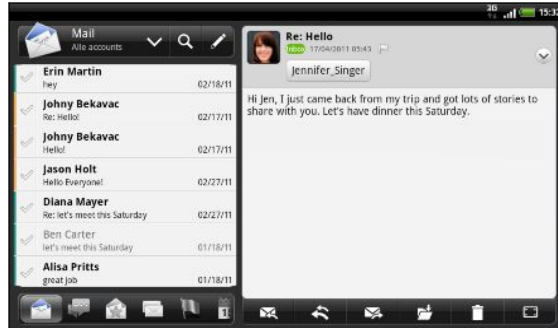 3G
15:32
Mail
Alle accounts
Erin Martin
hey
02/18/11
Johny Bekavac
Re: Hello!
02/17/11
Johny Bekavac
Hello!
02/17/11
Jason Holt
Hello Everyone!
02/27/11
Diana Mayer
Re: let's meet this Saturday
02/27/11
Ben Carter
let's meet this Saturday
01/18/11
Alisa Pritts
great job
01/18/11
1
Re: Hello
Inbox 17/04/2011 05:43
Jennifer_Singer
Hi Jen, I just came back from my trip and got lots of stories to
share with you. Let's have dinner this Saturday.